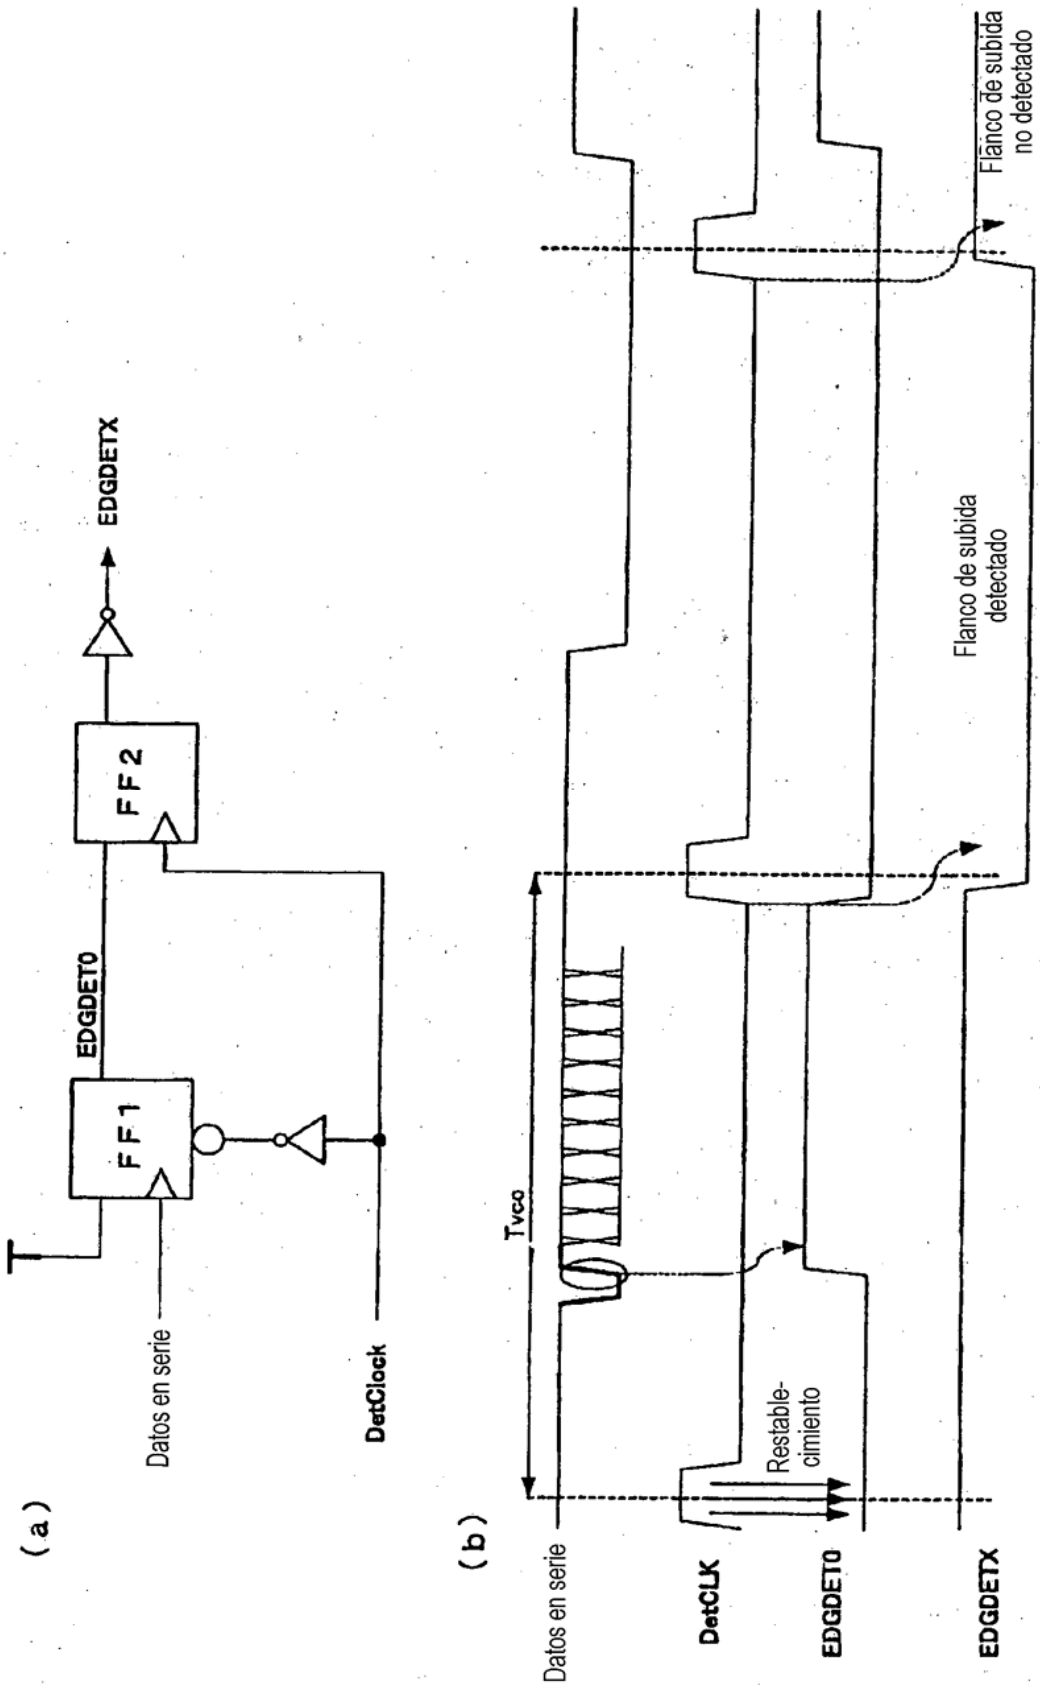 (a)
Datos en serie
DetClock
FF1
EDGDET0
FF2
EDGDETX
(b)
Tvco
Datos en serie
DetCLK
Restable-
cimiento
EDGDET0
EDGDETX
Flanco de subida
detectado
Flanco de subida
no detectado